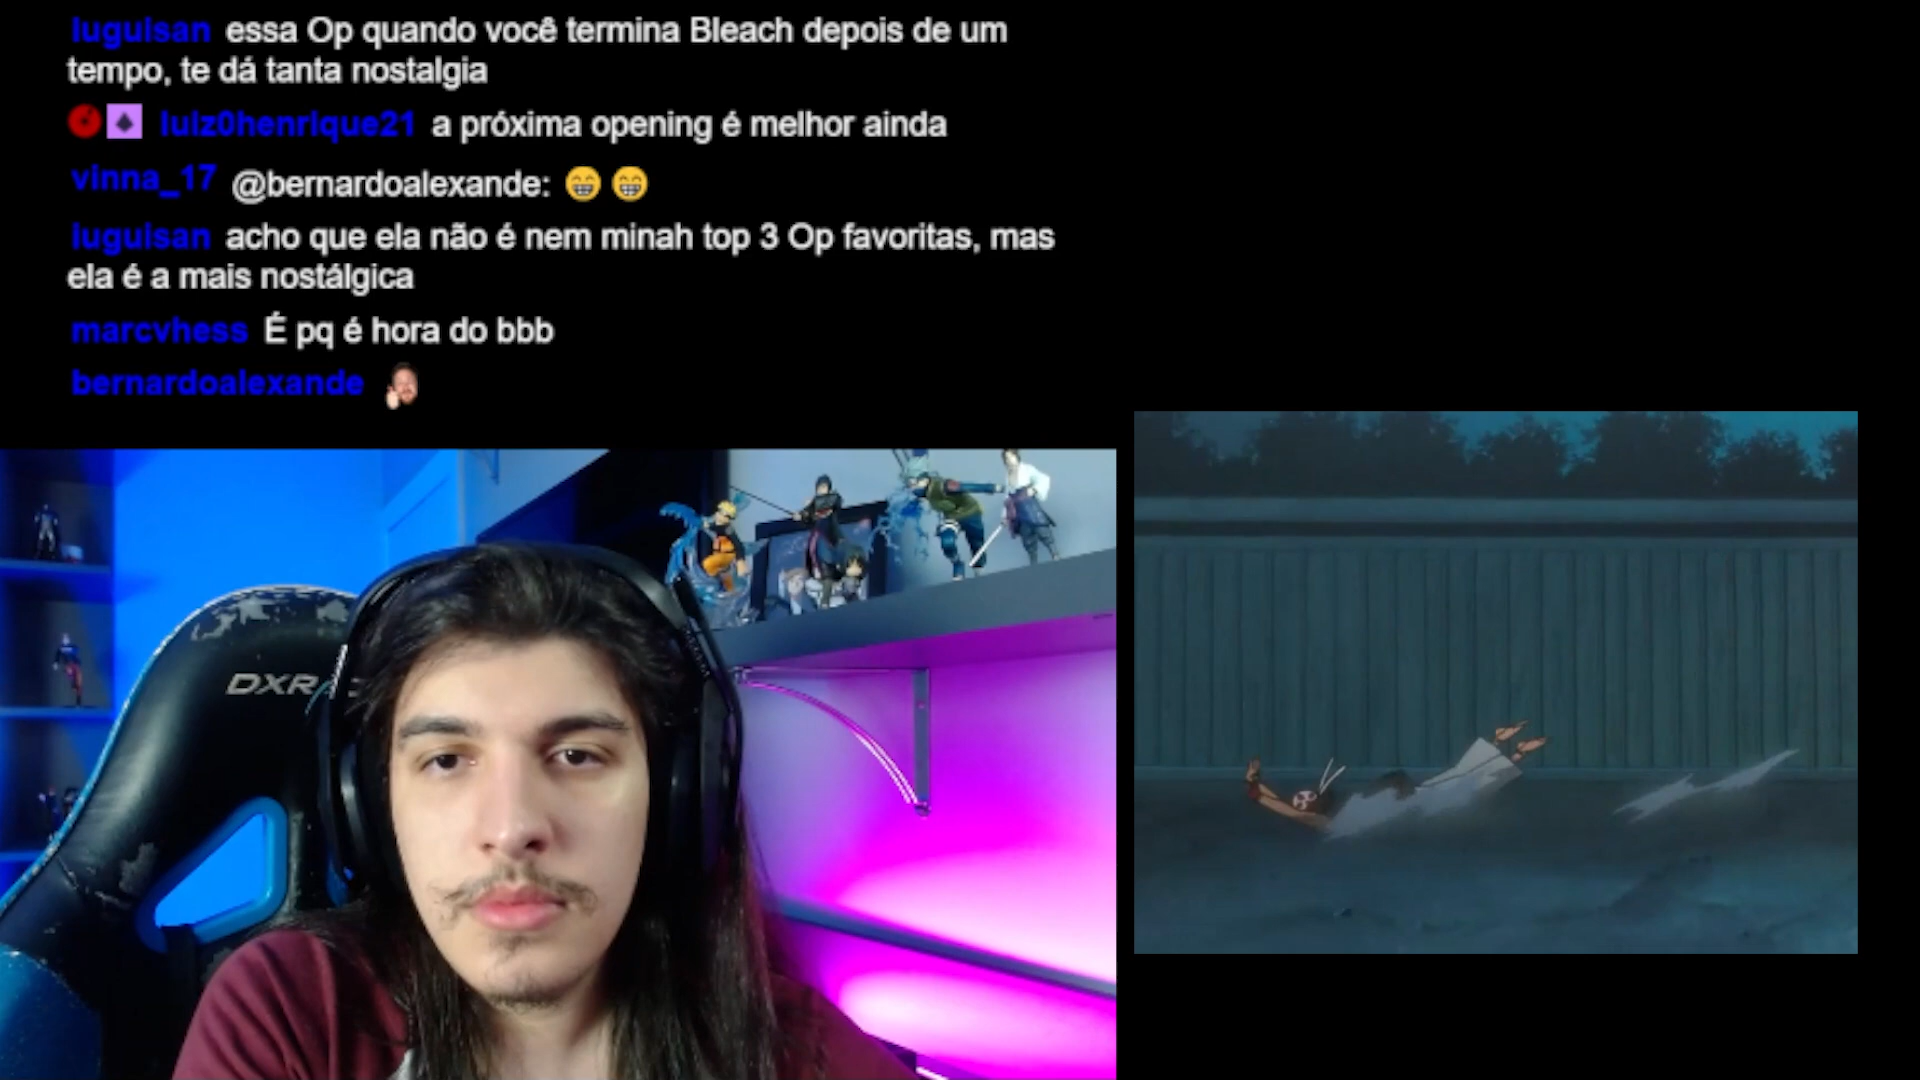 luguisan essa Op quando você termina Bleach depois de um
tempo, te dá tanta nostalgia
luiz0henrique21 a próxima opening é melhor ainda
vinna_17 @bernardoalexande: 😁 😁
luguisan acho que ela não é nem minah top 3 Op favoritas, mas
ela é a mais nostálgica
marcvhess É pq é hora do bbb
bernardoalexande
DXR